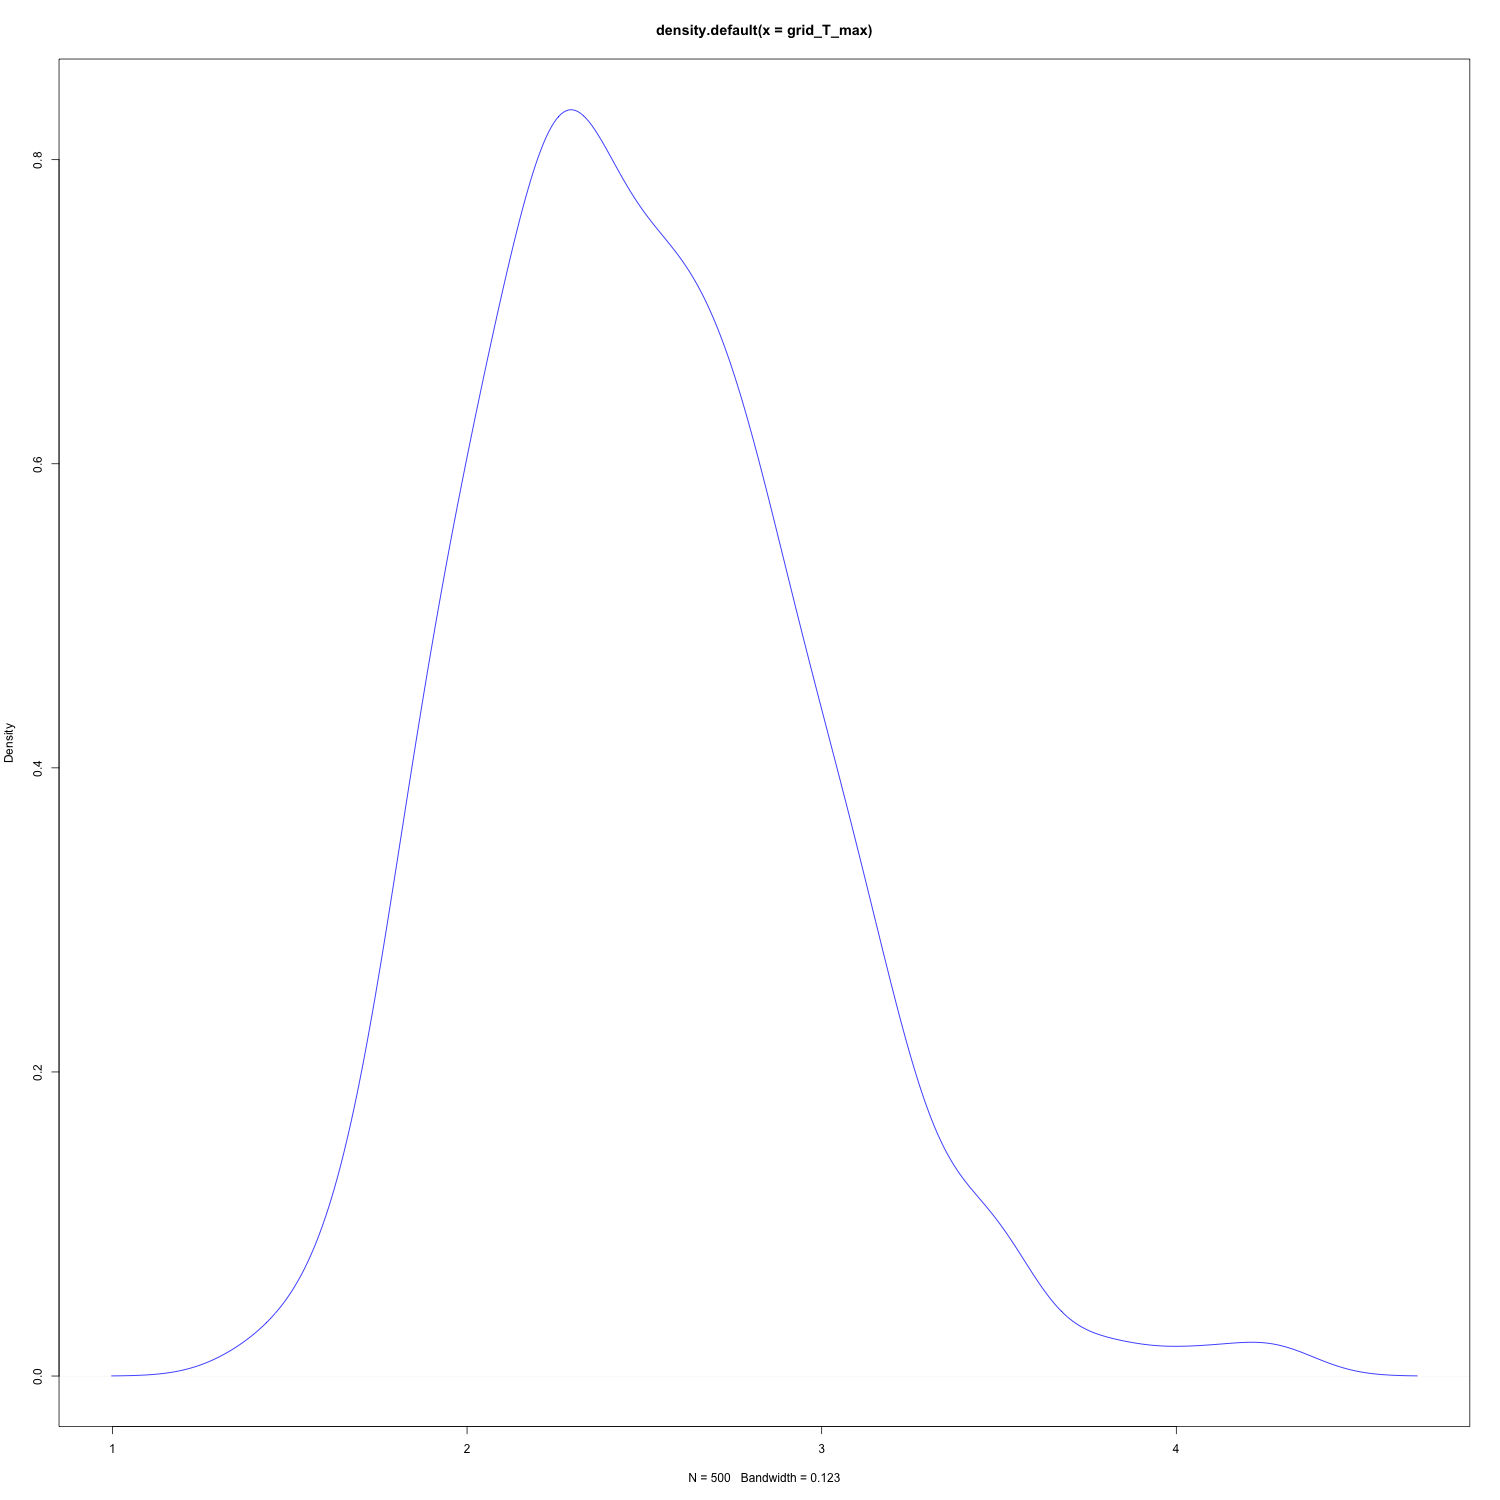 density.default(x = grid_T_max)
Density
0.8
0.6
0.4
0.2
0.0
1 2 3 4
N = 500 Bandwidth = 0.123